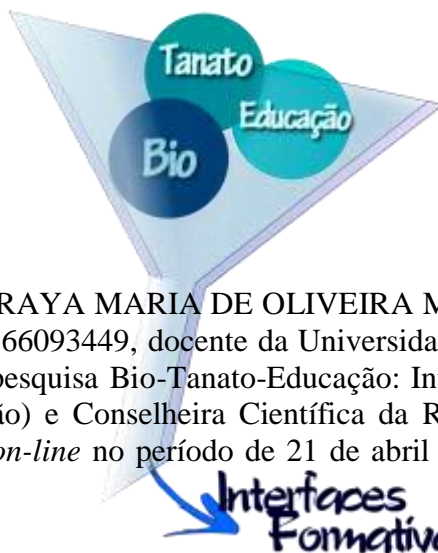 Tanato
Educação
Bio
RAYA MARIA DE OLIVEIRA M
66093449, docente da Universida
pesquisa Bio-Tanato-Educação: In
ão) e Conselheira Científica da R
on-line no período de 21 de abril
Interfaces
Formativa